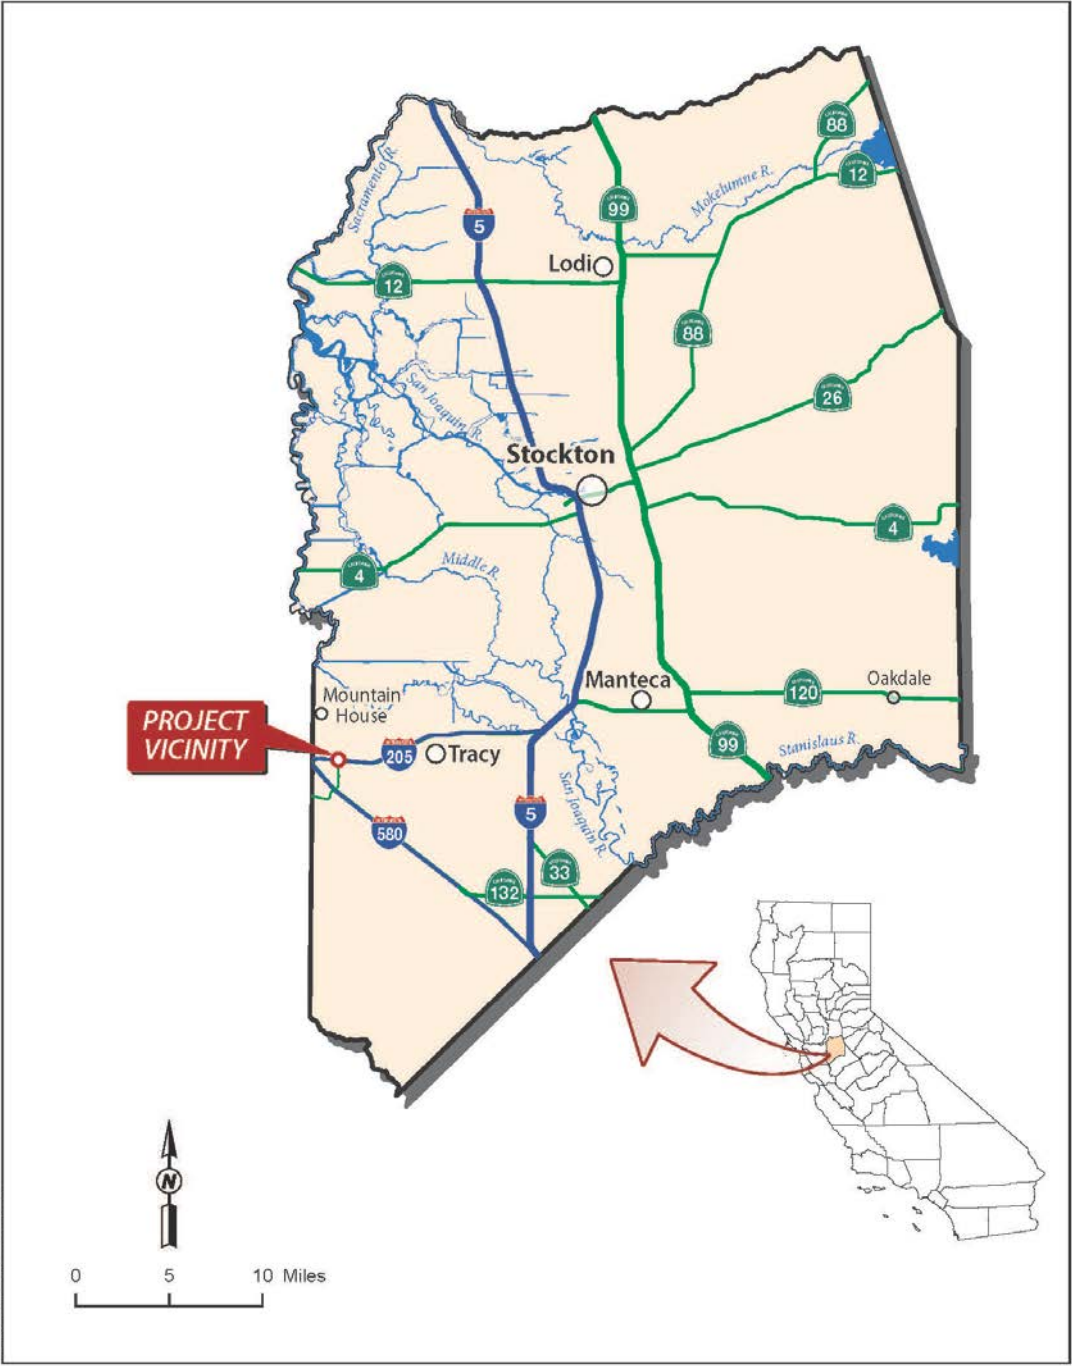 88
12
Sacramento R.
Mokelumne R.
99
5
Lodi
12
88
San Joaquin R.
26
Stockton
4
4
Middle R.
Manteca
120
Oakdale
Mountain
House
PROJECT
VICINITY
205
Tracy
99
Stanislaus R.
5
San Joaquin R.
580
33
132
N
0 5 10 Miles